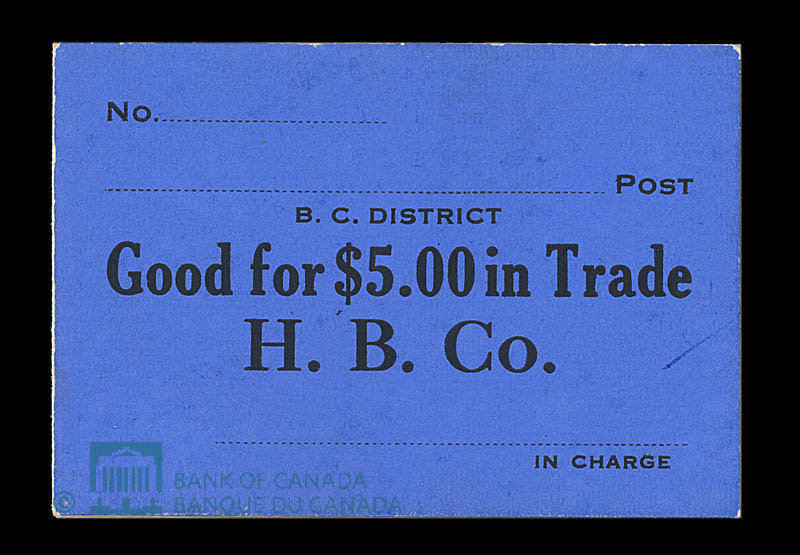 No.
Post
B. C. DISTRICT
Good for $5.00 in Trade
H. B. Co.
IN CHARGE
© BANK OF CANADA
BANQUE DU CANADA